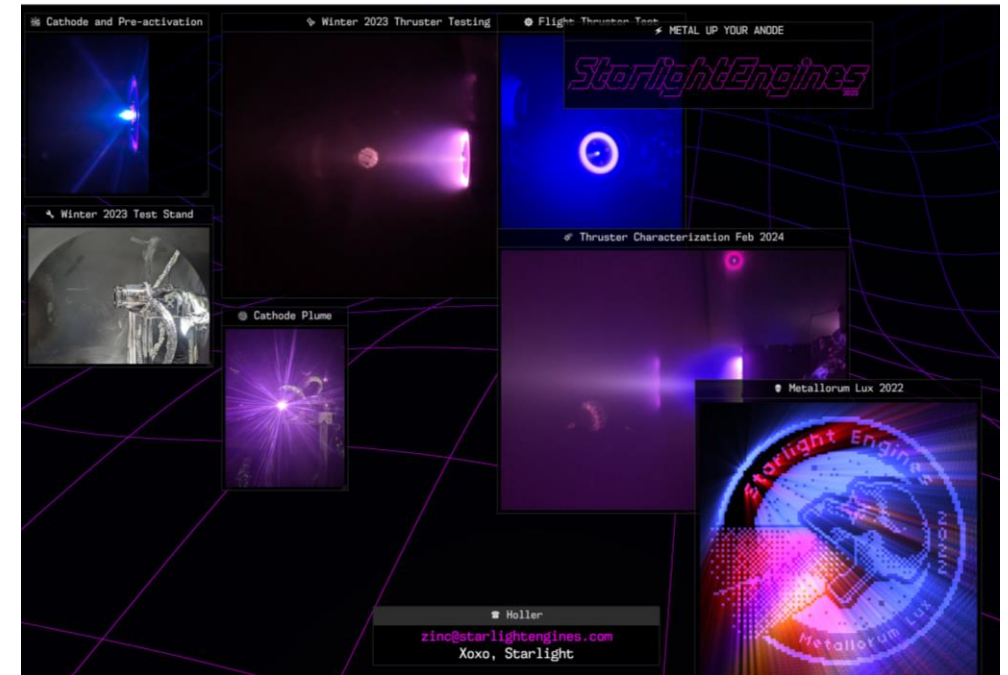 Cathode and Pre-activation
Winter 2023 Thruster Testing
Flight Thruster Test
METAL UP YOUR ANODE
StarlightEngines
2022
Winter 2023 Test Stand
Thruster Characterization Feb 2024
Cathode Plume
Metallorum Lux 2022
Starlight Engines
Metallorum Lux
Holler
zinc@starlightengines.com
Xoxo, Starlight